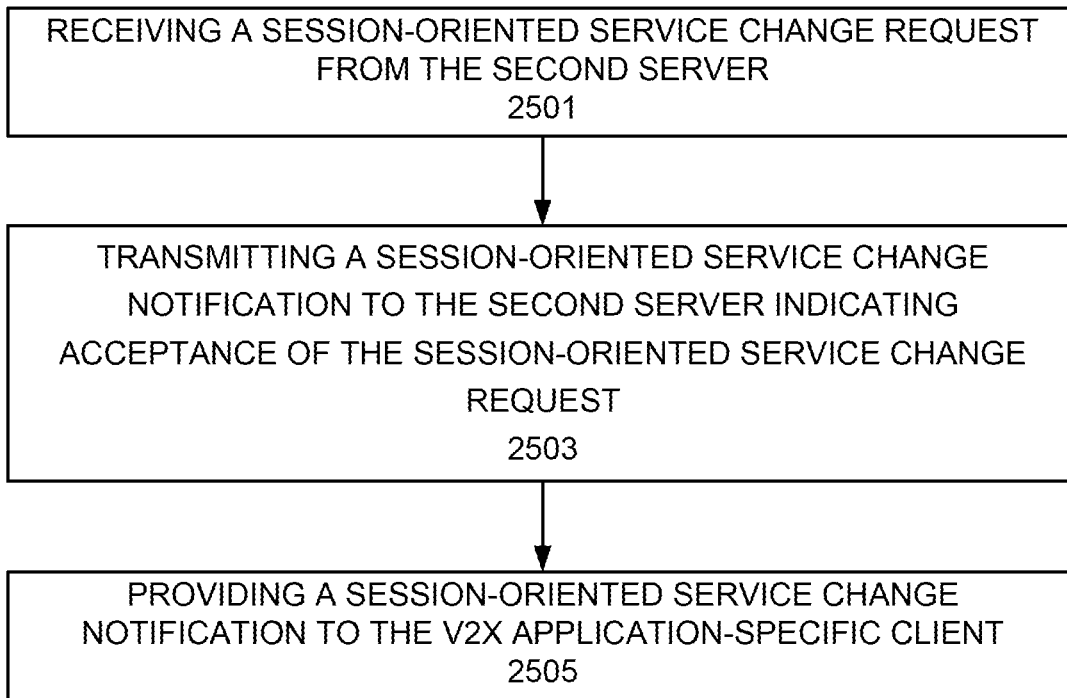 RECEIVING A SESSION-ORIENTED SERVICE CHANGE REQUEST
FROM THE SECOND SERVER
2501
TRANSMITTING A SESSION-ORIENTED SERVICE CHANGE
NOTIFICATION TO THE SECOND SERVER INDICATING
ACCEPTANCE OF THE SESSION-ORIENTED SERVICE CHANGE
REQUEST
2503
PROVIDING A SESSION-ORIENTED SERVICE CHANGE
NOTIFICATION TO THE V2X APPLICATION-SPECIFIC CLIENT
2505